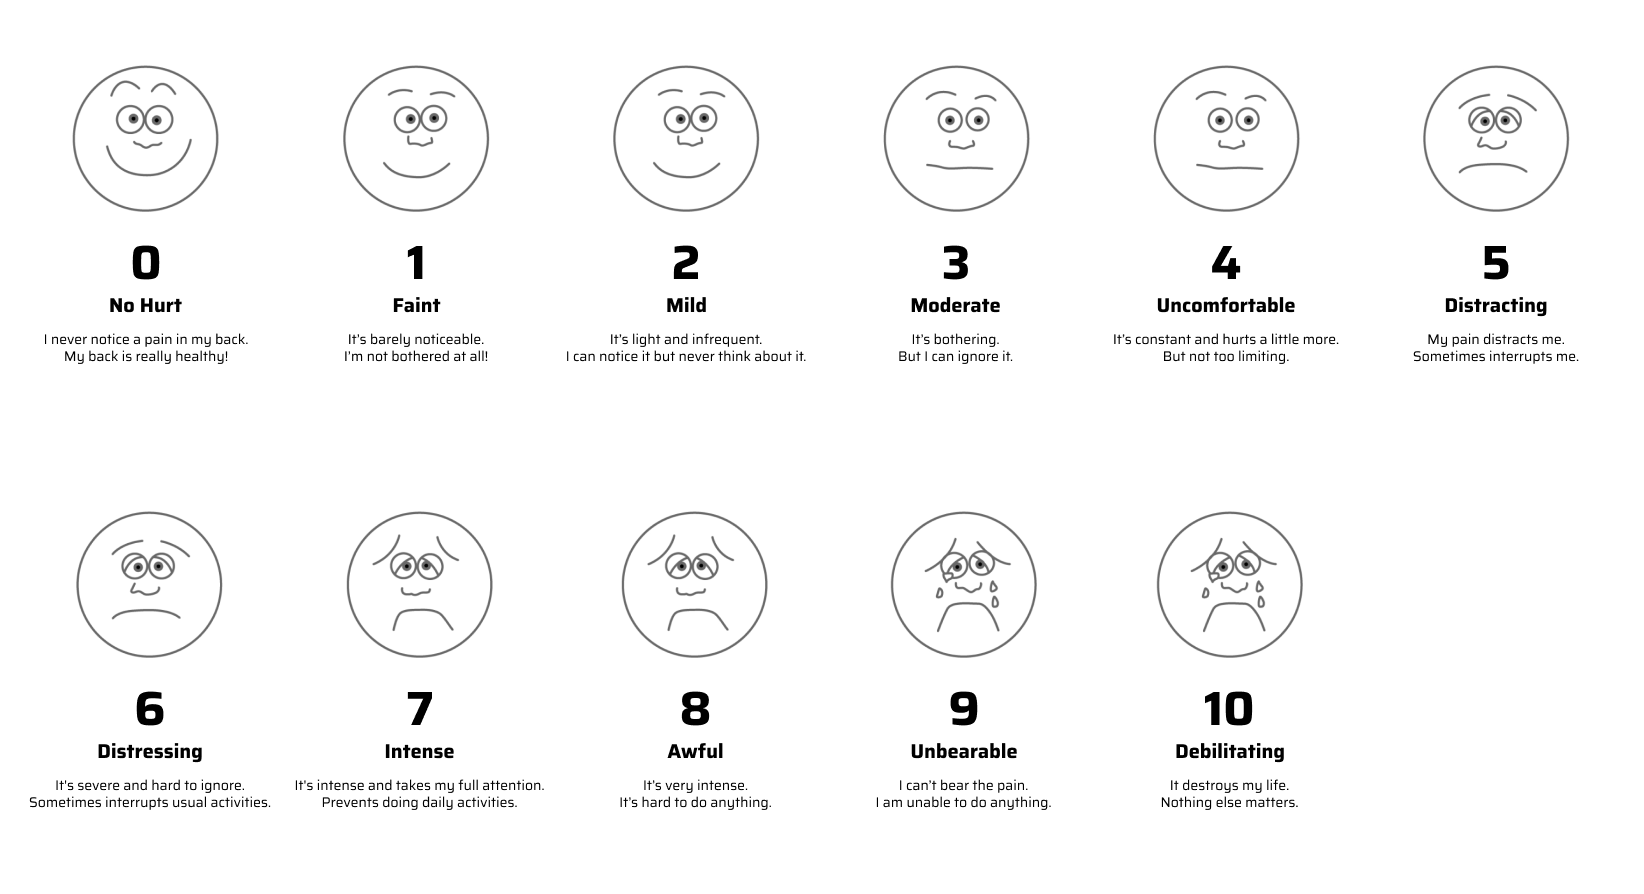 0
No Hurt
I never notice a pain in my back.
My back is really healthy!
1
Faint
It's barely noticeable.
I'm not bothered at all!
2
Mild
It's light and infrequent.
I can notice it but never think about it.
3
Moderate
It's bothering.
But I can ignore it.
4
Uncomfortable
It's constant and hurts a little more.
But not too limiting.
5
Distracting
My pain distracts me.
Sometimes interrupts me.
6
Distressing
It's severe and hard to ignore.
Sometimes interrupts usual activities.
7
Intense
It's intense and takes my full attention.
Prevents doing daily activities.
8
Awful
It's very intense.
It's hard to do anything.
9
Unbearable
I can't bear the pain.
I am unable to do anything.
10
Debilitating
It destroys my life.
Nothing else matters.